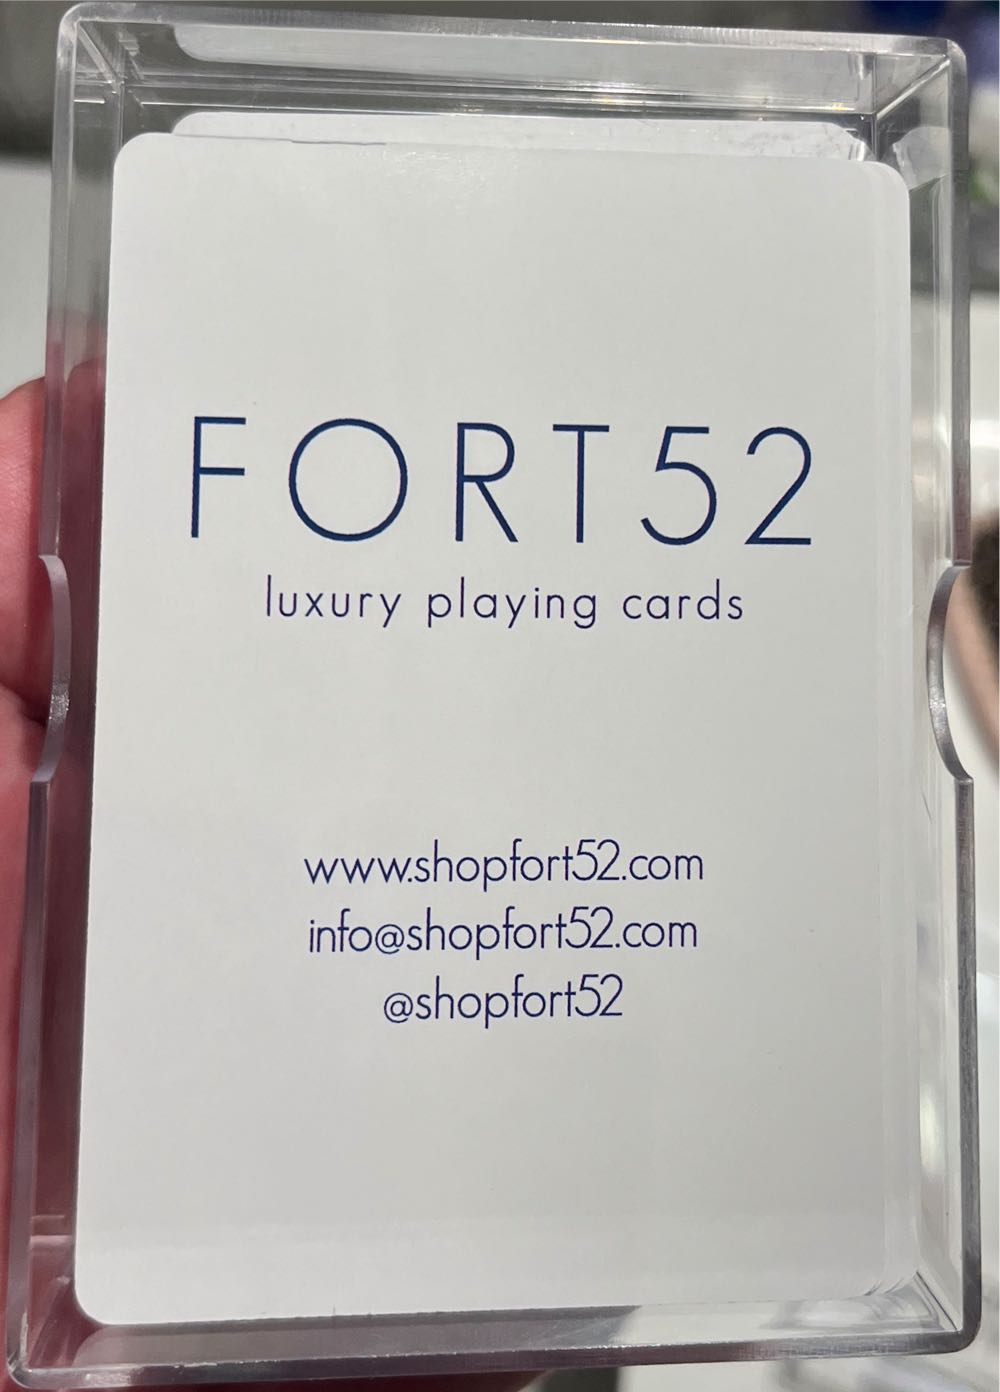 FORT52
luxury playing cards
www.shopfort52.com
info@shopfort52.com
@shopfort52